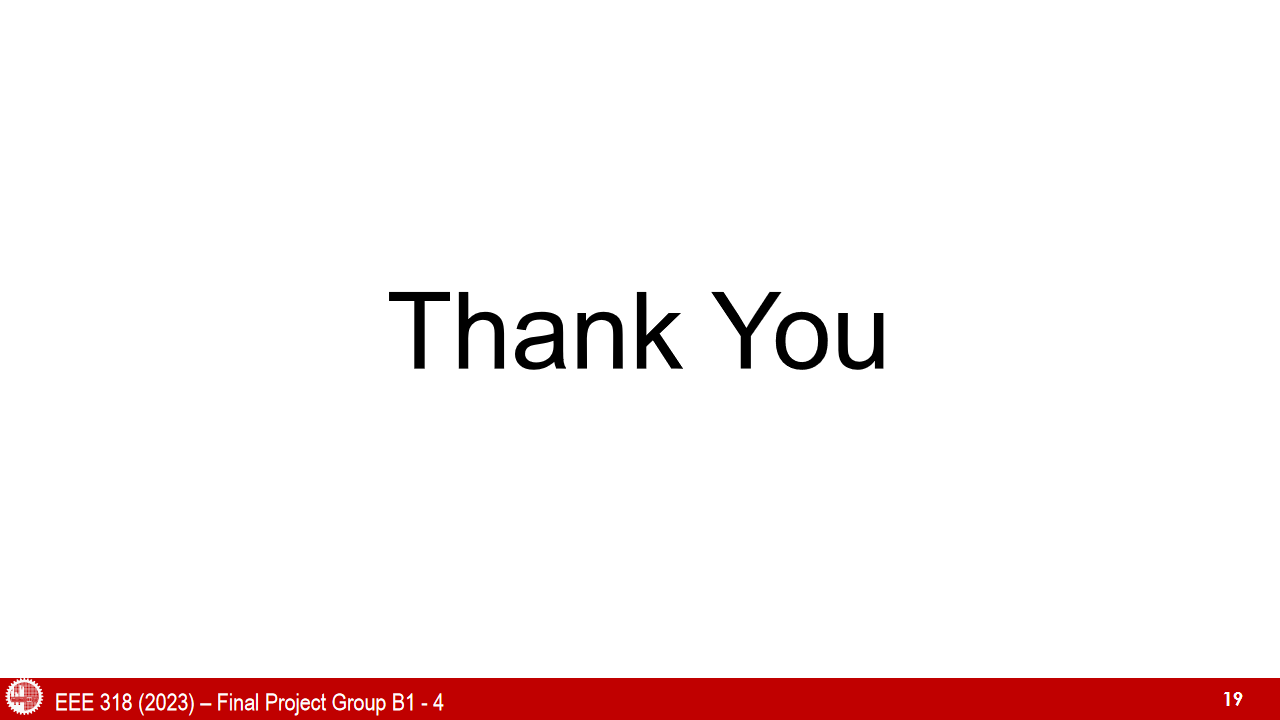 Thank You
EEE 318 (2023) – Final Project Group B1 - 4
19